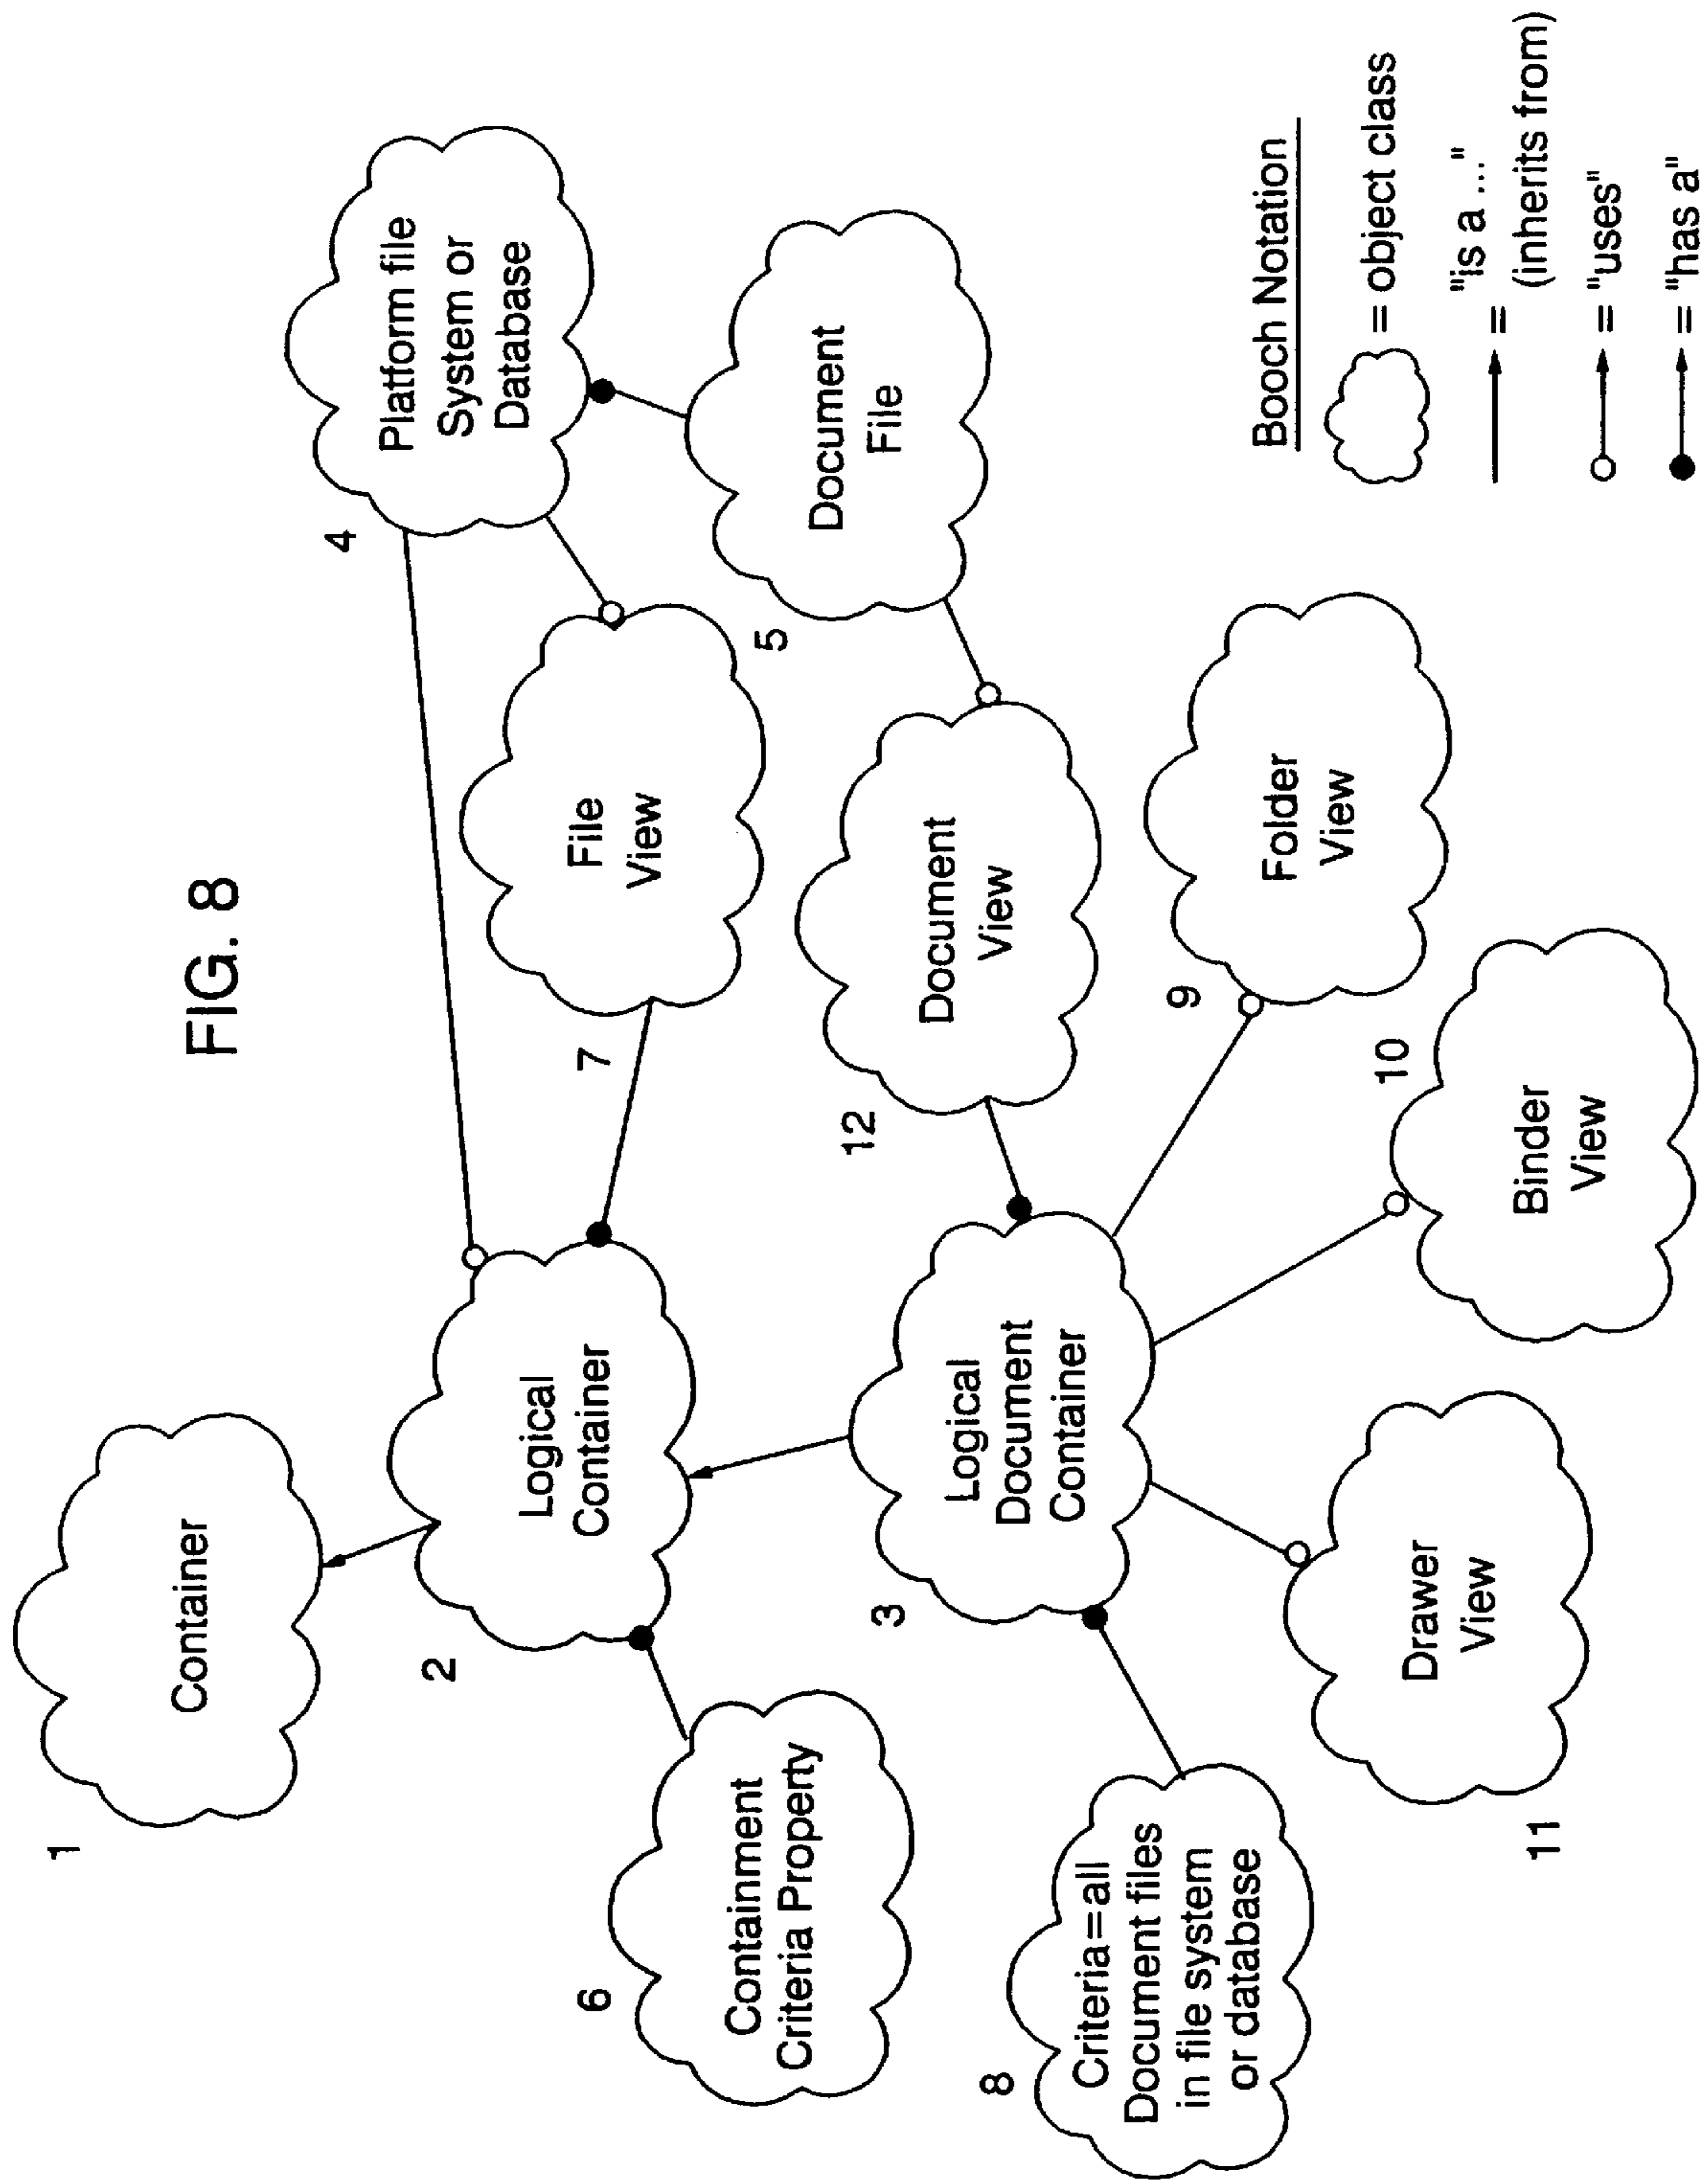 FIG. 8
1
Container
2
Logical
Container
4
Platform file
System or
Database
6
Containment
Criteria Property
7
File
View
5
Document
File
3
Logical
Document
Container
12
Document
View
8
Criteria=all
Document files
in file system
or database
11
Drawer
View
10
Binder
View
9
Folder
View
Booch Notation
= object class
= "is a ..."
(inherits from)
= "uses"
= "has a"